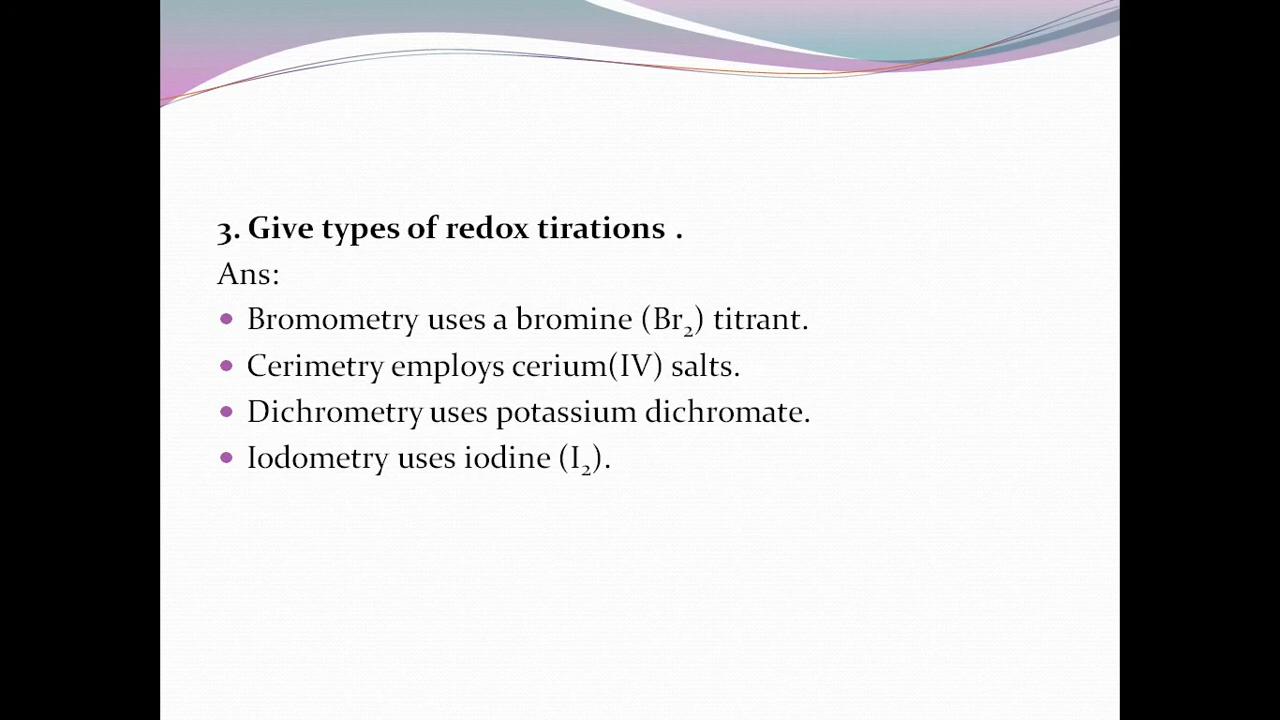 3. Give types of redox tirations .
Ans:
• Bromometry uses a bromine (Br₂) titrant.
• Cerimetry employs cerium(IV) salts.
• Dichrometry uses potassium dichromate.
• Iodometry uses iodine (I₂).